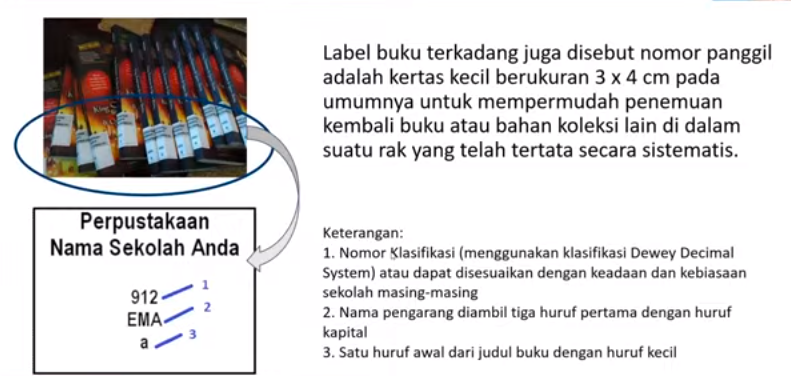 Label buku terkadang juga disebut nomor panggil
adalah kertas kecil berukuran 3 x 4 cm pada
umumnya untuk mempermudah penemuan
kembali buku atau bahan koleksi lain di dalam
suatu rak yang telah tertata secara sistematis.
Perpustakaan
Nama Sekolah Anda
912 1
EMA 2
a 3
Keterangan:
1. Nomor Klasifikasi (menggunakan klasifikasi Dewey Decimal
System) atau dapat disesuaikan dengan keadaan dan kebiasaan
sekolah masing-masing
2. Nama pengarang diambil tiga huruf pertama dengan huruf
kapital
3. Satu huruf awal dari judul buku dengan huruf kecil